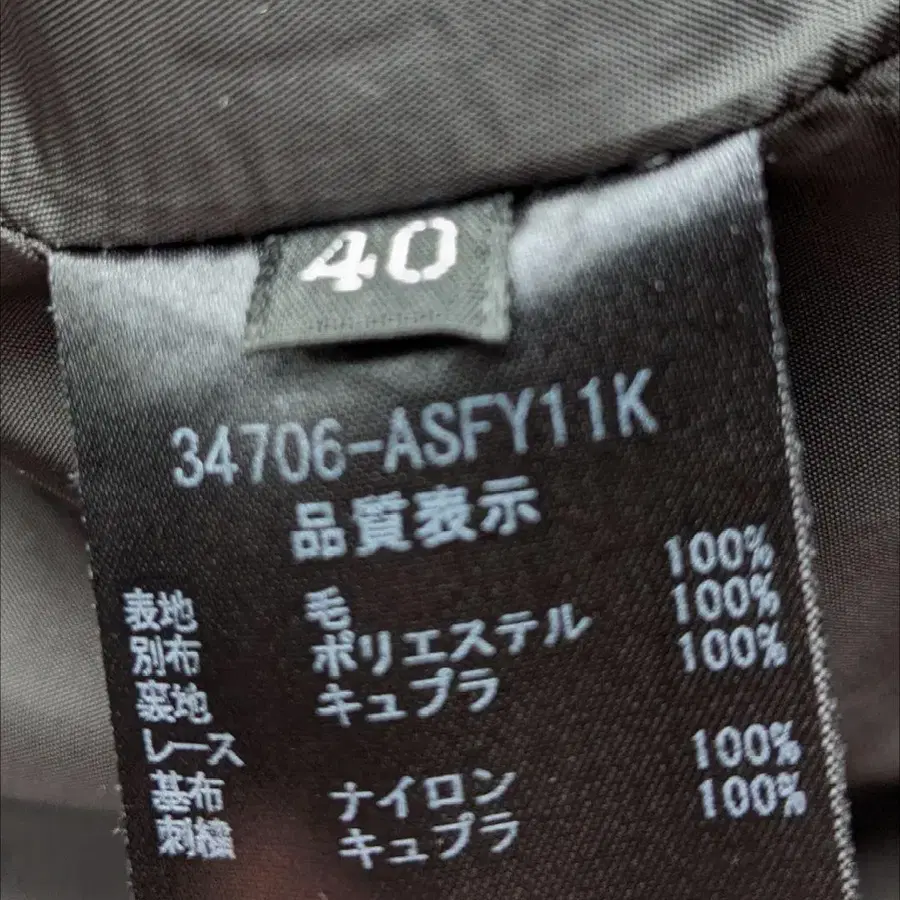 40
34706-ASFY11K
品質表示
表地 毛 100%
別布 ポリエステル 100%
裏地 キュプラ 100%
レース
基布 ナイロン 100%
刺繍 キュプラ 100%